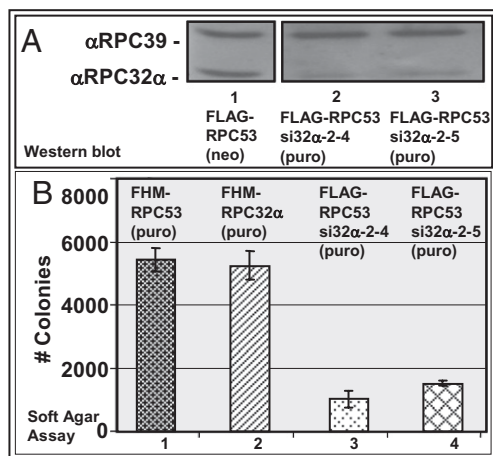 A
αRPC39 -
αRPC32α -
1
2
3
FLAG-
RPC53
(neo)
FLAG-RPC53
si32α-2-4
(puro)
FLAG-RPC53
si32α-2-5
(puro)
Western blot
B
8000
6000
4000
2000
0
# Colonies
FHM-
RPC53
(puro)
FHM-
RPC32α
(puro)
FLAG-
RPC53
si32α-2-4
(puro)
FLAG-
RPC53
si32α-2-5
(puro)
Soft Agar
Assay
1
2
3
4